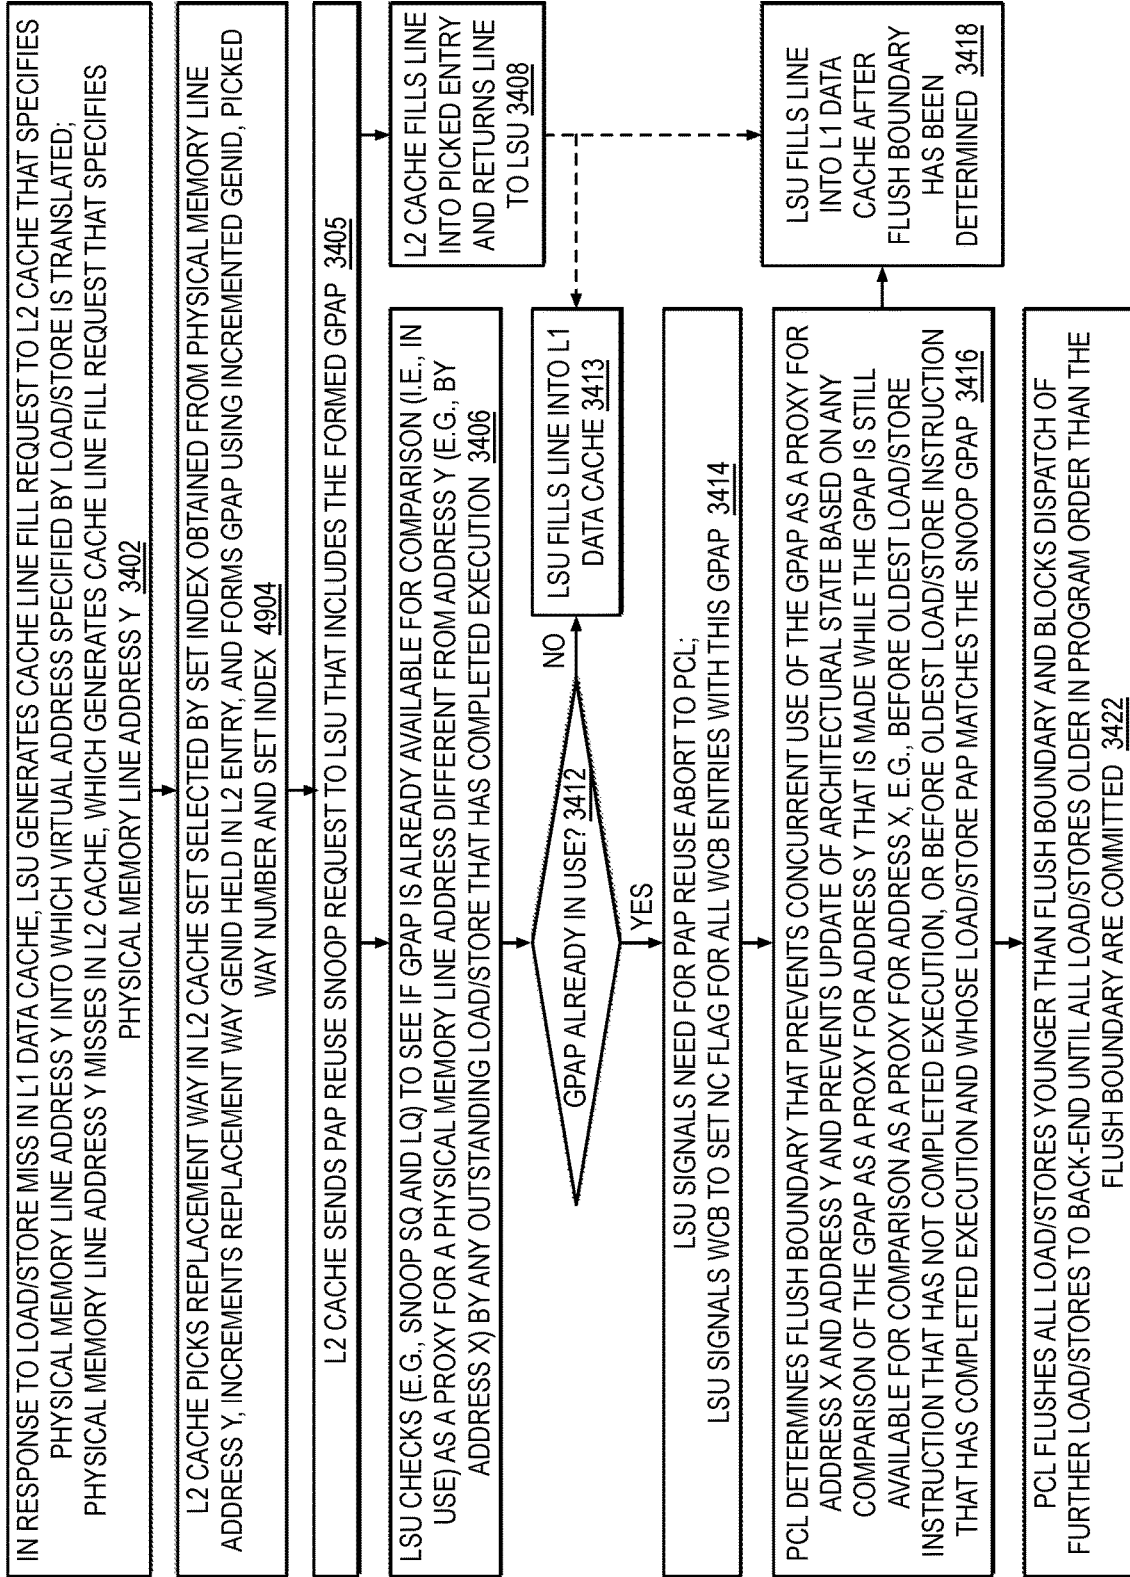 IN RESPONSE TO LOAD/STORE MISS IN L1 DATA CACHE, LSU GENERATES CACHE LINE FILL REQUEST TO L2 CACHE THAT SPECIFIES
PHYSICAL MEMORY LINE ADDRESS Y INTO WHICH VIRTUAL ADDRESS SPECIFIED BY LOAD/STORE IS TRANSLATED;
PHYSICAL MEMORY LINE ADDRESS Y MISSES IN L2 CACHE, WHICH GENERATES CACHE LINE FILL REQUEST THAT SPECIFIES
PHYSICAL MEMORY LINE ADDRESS Y 3402
L2 CACHE PICKS REPLACEMENT WAY IN L2 CACHE SET SELECTED BY SET INDEX OBTAINED FROM PHYSICAL MEMORY LINE
ADDRESS Y, INCREMENTS REPLACEMENT WAY GENID HELD IN L2 ENTRY, AND FORMS GPAP USING INCREMENTED GENID, PICKED
WAY NUMBER AND SET INDEX 4904
L2 CACHE SENDS PAP REUSE SNOOP REQUEST TO LSU THAT INCLUDES THE FORMED GPAP 3405
LSU CHECKS (E.G., SNOOP SQ AND LQ) TO SEE IF GPAP IS ALREADY AVAILABLE FOR COMPARISON (I.E., IN
USE) AS A PROXY FOR A PHYSICAL MEMORY LINE ADDRESS DIFFERENT FROM ADDRESS Y (E.G., BY
ADDRESS X) BY ANY OUTSTANDING LOAD/STORE THAT HAS COMPLETED EXECUTION 3406
L2 CACHE FILLS LINE
INTO PICKED ENTRY
AND RETURNS LINE
TO LSU 3408
GPAP ALREADY IN USE? 3412
NO
LSU FILLS LINE INTO L1
DATA CACHE 3413
YES
LSU SIGNALS NEED FOR PAP REUSE ABORT TO PCL;
LSU SIGNALS WCB TO SET NC FLAG FOR ALL WCB ENTRIES WITH THIS GPAP 3414
PCL DETERMINES FLUSH BOUNDARY THAT PREVENTS CONCURRENT USE OF THE GPAP AS A PROXY FOR
ADDRESS X AND ADDRESS Y AND PREVENTS UPDATE OF ARCHITECTURAL STATE BASED ON ANY
COMPARISON OF THE GPAP AS A PROXY FOR ADDRESS Y THAT IS MADE WHILE THE GPAP IS STILL
AVAILABLE FOR COMPARISON AS A PROXY FOR ADDRESS X, E.G., BEFORE OLDEST LOAD/STORE
INSTRUCTION THAT HAS NOT COMPLETED EXECUTION, OR BEFORE OLDEST LOAD/STORE INSTRUCTION
THAT HAS COMPLETED EXECUTION AND WHOSE LOAD/STORE PAP MATCHES THE SNOOP GPAP 3416
LSU FILLS LINE
INTO L1 DATA
CACHE AFTER
FLUSH BOUNDARY
HAS BEEN
DETERMINED 3418
PCL FLUSHES ALL LOAD/STORES YOUNGER THAN FLUSH BOUNDARY AND BLOCKS DISPATCH OF
FURTHER LOAD/STORES TO BACK-END UNTIL ALL LOAD/STORES OLDER IN PROGRAM ORDER THAN THE
FLUSH BOUNDARY ARE COMMITTED 3422